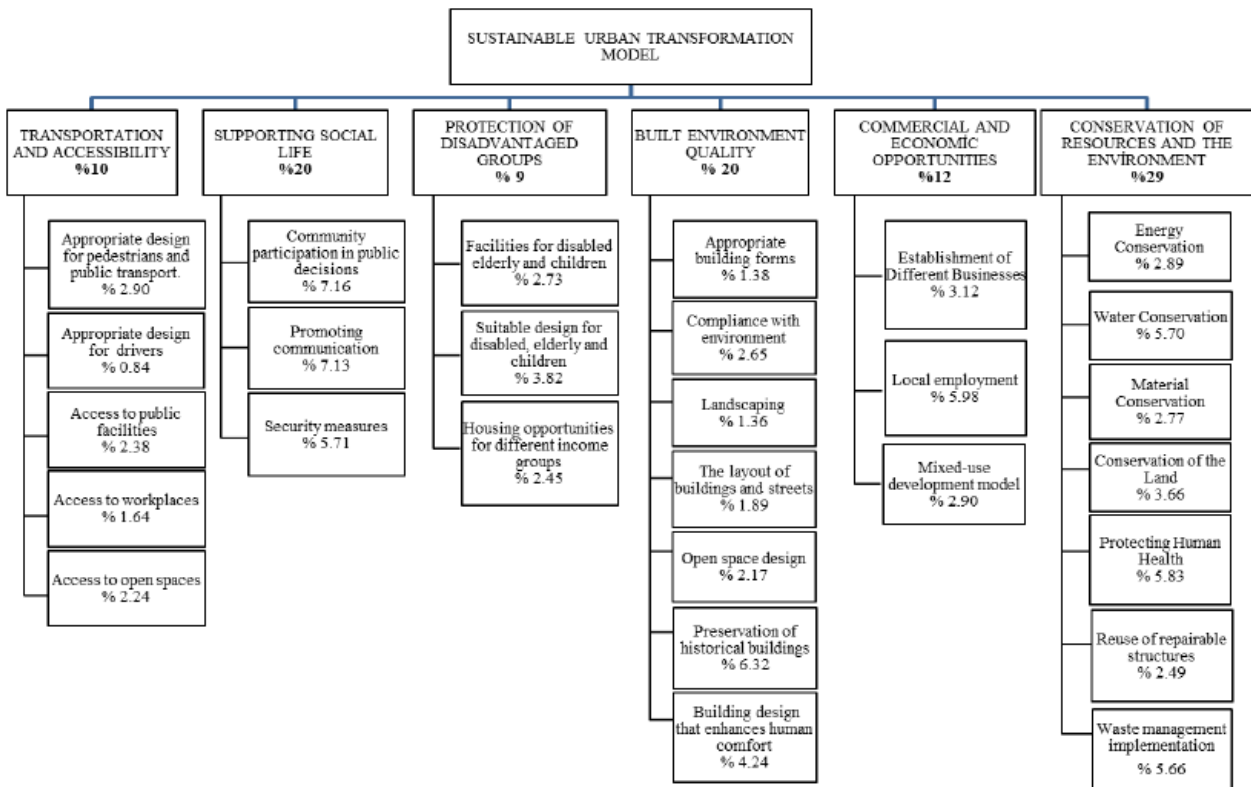 SUSTAINABLE URBAN TRANSFORMATION
MODEL
TRANSPORTATION
AND ACCESSIBILITY
%10
Appropriate design
for pedestrians and
public transport.
% 2.90
Appropriate design
for drivers
% 0.84
Access to public
facilities
% 2.38
Access to workplaces
% 1.64
Access to open spaces
% 2.24
SUPPORTING SOCIAL
LIFE
%20
Community
participation in public
decisions
% 7.16
Promoting
communication
% 7.13
Security measures
% 5.71
PROTECTION OF
DISADVANTAGED
GROUPS
% 9
Facilities for disabled
elderly and children
% 2.73
Suitable design for
disabled, elderly and
children
% 3.82
Housing opportunities
for different income
groups
% 2.45
BUILT ENVIRONMENT
QUALITY
% 20
Appropriate
building forms
% 1.38
Compliance with
environment
% 2.65
Landscaping
% 1.36
The layout of
buildings and streets
% 1.89
Open space design
% 2.17
Preservation of
historical buildings
% 6.32
Building design
that enhances human
comfort
% 4.24
COMMERCIAL AND
ECONOMİC
OPPORTUNITIES
%12
Establishment of
Different Businesses
% 3.12
Local employment
% 5.98
Mixed-use
development model
% 2.90
CONSERVATION OF
RESOURCES AND THE
ENVİRONMENT
%29
Energy
Conservation
% 2.89
Water Conservation
% 5.70
Material
Conservation
% 2.77
Conservation of the
Land
% 3.66
Protecting Human
Health
% 5.83
Reuse of repairable
structures
% 2.49
Waste management
implementation
% 5.66